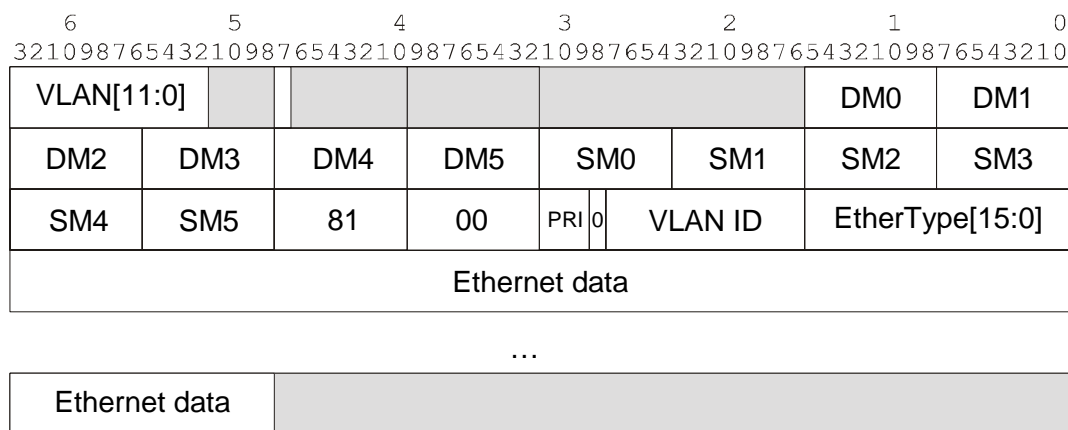 6 5 4 3 2 1 0
3210987654321098765432109876543210987654321098765432109876543210
VLAN[11:0] DM0 DM1
DM2 DM3 DM4 DM5 SM0 SM1 SM2 SM3
SM4 SM5 81 00 PRI 0 VLAN ID EtherType[15:0]
Ethernet data
...
Ethernet data